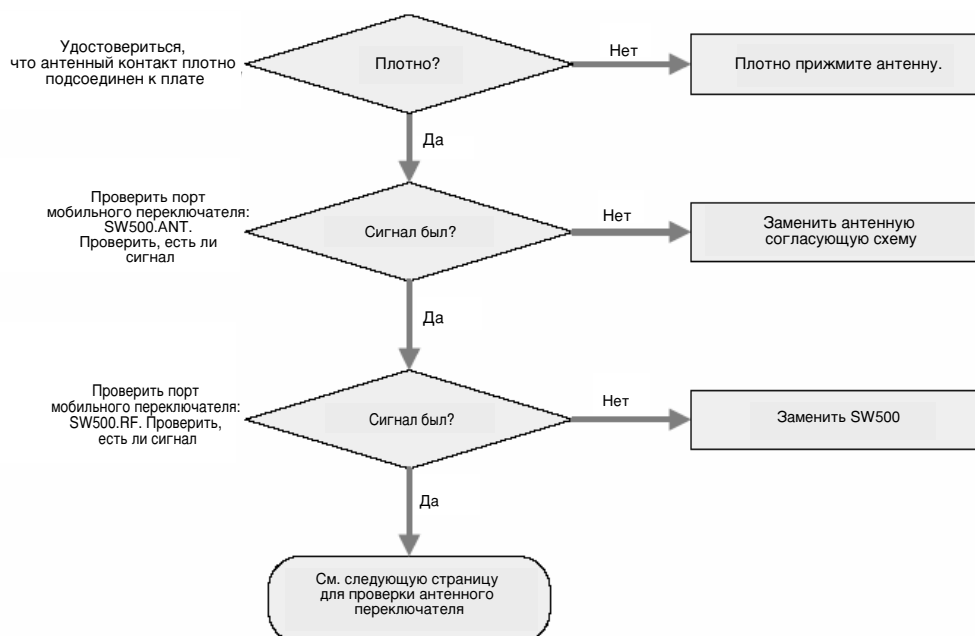 Удостовериться,
что антенный контакт плотно
подсоединен к плате
Плотно?
Нет
Плотно прижмите антенну.
Да
Проверить порт
мобильного переключателя:
SW500.ANT.
Проверить, есть ли
сигнал
Сигнал был?
Нет
Заменить антенную
согласующую схему
Да
Проверить порт
мобильного переключателя:
SW500.RF. Проверить,
есть ли сигнал
Сигнал был?
Нет
Заменить SW500
Да
См. следующую страницу
для проверки антенного
переключателя